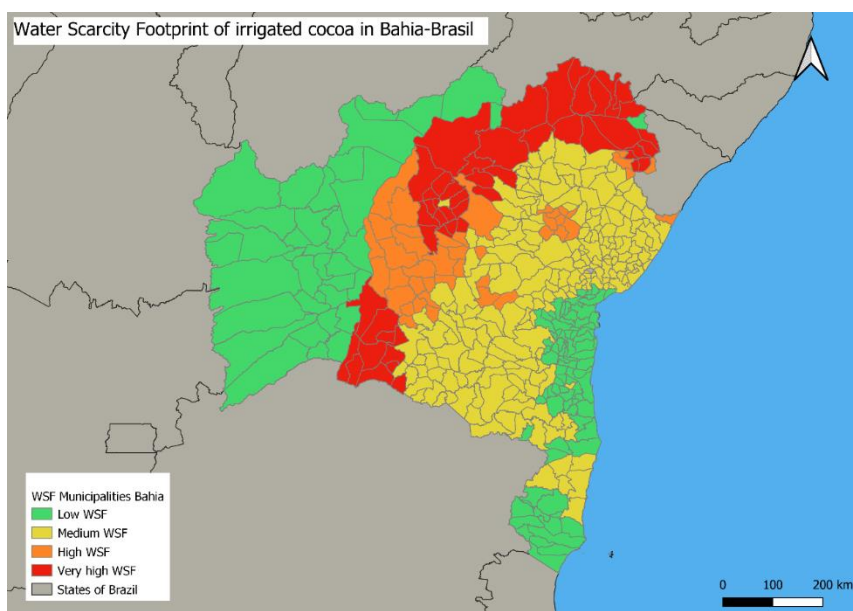 Water Scarcity Footprint of irrigated cocoa in Bahia-Brasil
WSF Municipalities Bahia
Low WSF
Medium WSF
High WSF
Very high WSF
States of Brazil
0 100 200 km